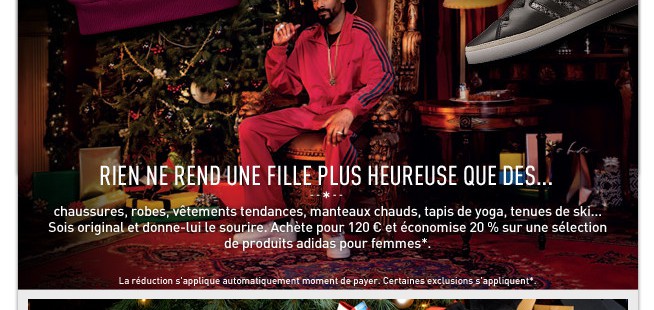 RIEN NE REND UNE FILLE PLUS HEUREUSE QUE DES...
--*--
chaussures, robes, vêtements tendances, manteaux chauds, tapis de yoga, tenues de ski...
Sois original et donne-lui le sourire. Achète pour 120 € et économise 20 % sur une sélection
de produits adidas pour femmes*.
La réduction s'applique automatiquement moment de payer. Certaines exclusions s'appliquent*.